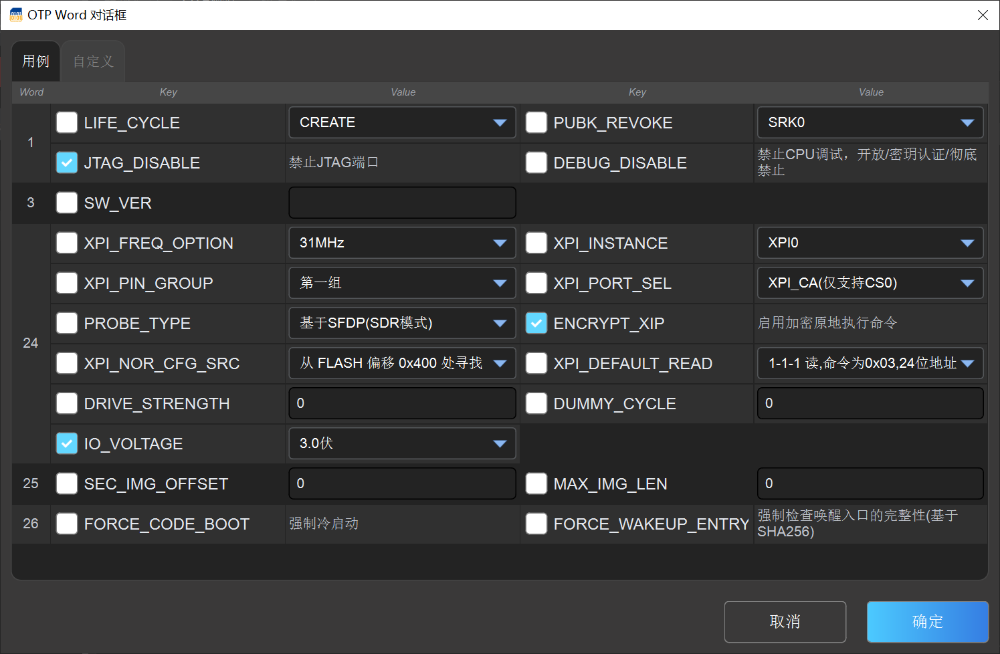 OTP Word 对话框
用例 自定义
Word Key Value Key Value
1
LIFE_CYCLE CREATE PUBK_REVOKE SRK0
JTAG_DISABLE 禁止JTAG端口 DEBUG_DISABLE 禁止CPU调试，开放/密玥认证/彻底
禁止
3 SW_VER
XPI_FREQ_OPTION 31MHz XPI_INSTANCE XPI0
XPI_PIN_GROUP 第一组 XPI_PORT_SEL XPI_CA(仅支持CS0)
PROBE_TYPE 基于SFDP(SDR模式) ENCRYPT_XIP 启用加密原地执行命令
24
XPI_NOR_CFG_SRC 从 FLASH 偏移 0x400 处寻找 XPI_DEFAULT_READ 1-1-1 读,命令为0x03,24位地址
DRIVE_STRENGTH 0 DUMMY_CYCLE 0
IO_VOLTAGE 3.0伏
25 SEC_IMG_OFFSET 0 MAX_IMG_LEN 0
26 FORCE_CODE_BOOT 强制冷启动 FORCE_WAKEUP_ENTRY 强制检查唤醒入口的完整性(基于
SHA256)
取消 确定